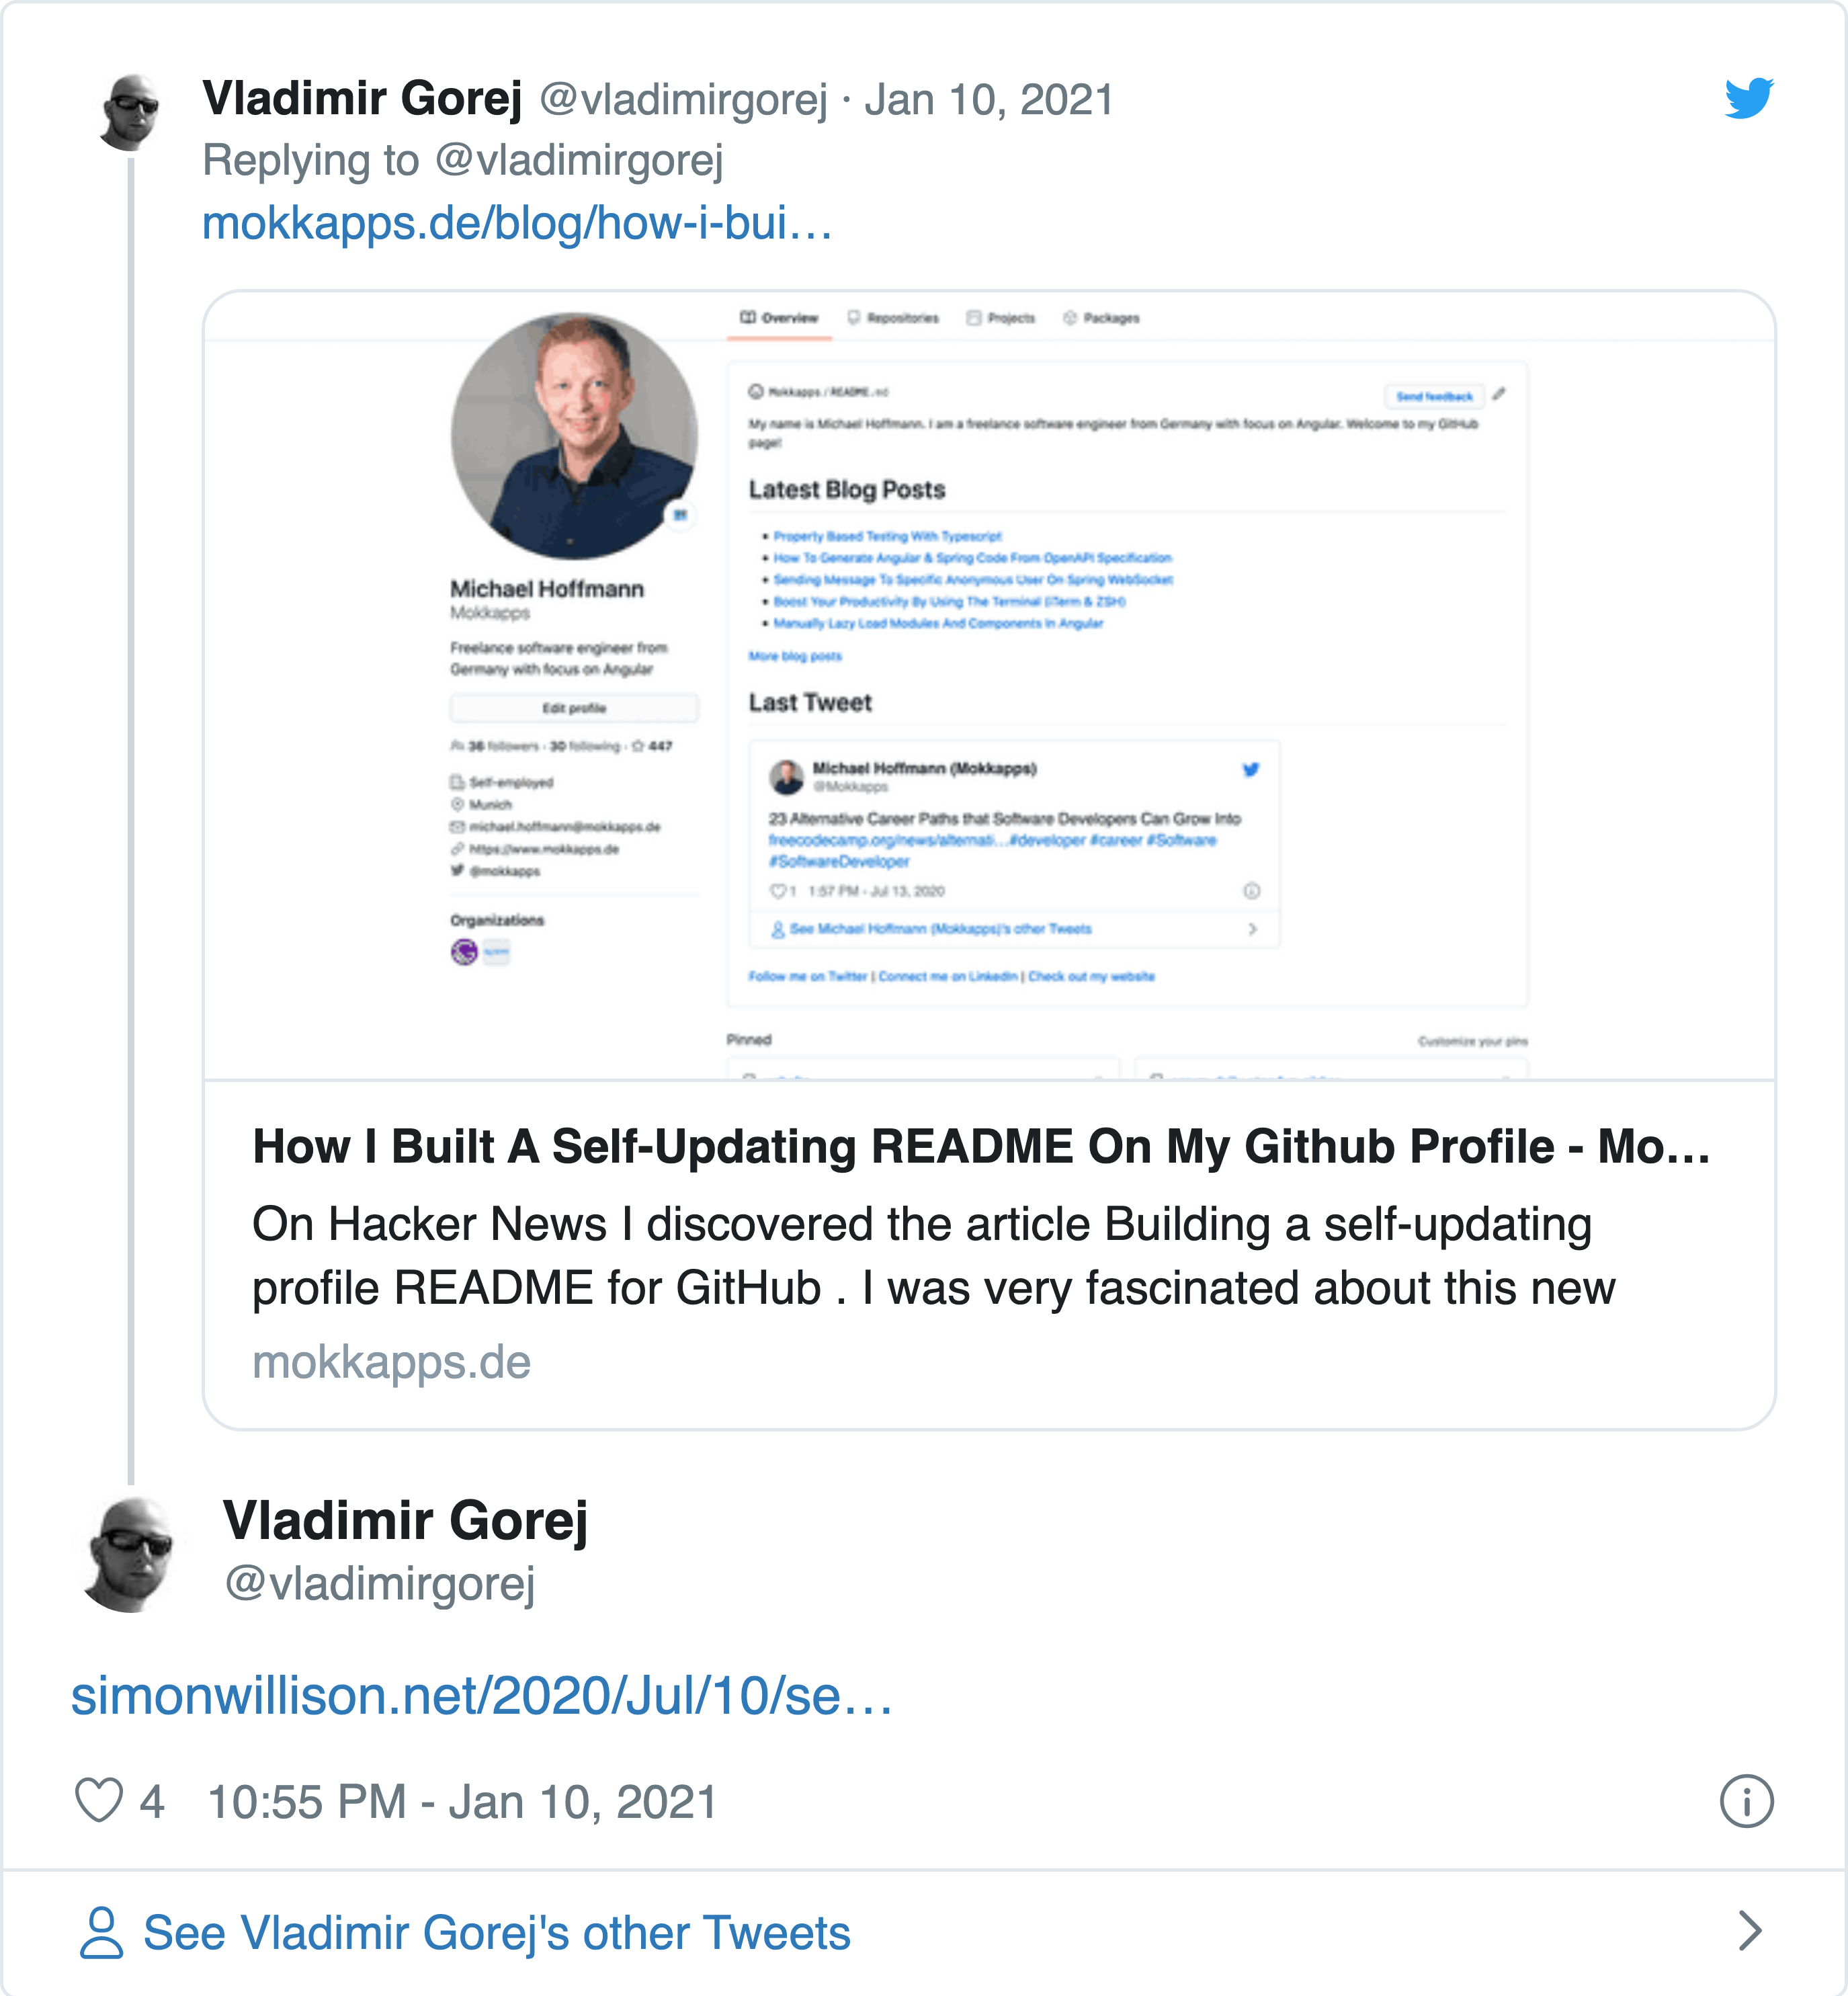 Vladimir Gorej @vladimirgorej · Jan 10, 2021
Replying to @vladimirgorej
mokkapps.de/blog/how-i-bui…
Overview Repositories Projects Packages
Mokkapps / README.md
Send feedback
My name is Michael Hoffmann. I am a freelance software engineer from Germany with focus on Angular. Welcome to my GitHub
page!
Latest Blog Posts
• Property Based Testing With Typescript
• How To Generate Angular & Spring Code From OpenAPI Specification
• Sending Message To Specific Anonymous User On Spring WebSocket
• Boost Your Productivity By Using The Terminal (iTerm & ZSH)
• Manually Lazy Load Modules And Components In Angular
More blog posts
Michael Hoffmann
Mokkapps
Freelance software engineer from
Germany with focus on Angular
Edit profile
36 followers · 30 following · 447
Self-employed
Munich
michael.hoffmann@mokkapps.de
https://www.mokkapps.de
@mokkapps
Organizations
Last Tweet
Michael Hoffmann (Mokkapps)
@Mokkapps
23 Alternative Career Paths that Software Developers Can Grow Into
freecodecamp.org/news/alternati…#developer #career #Software
#SoftwareDeveloper
1 1:57 PM - Jul 13, 2020
See Michael Hoffmann (Mokkapps)'s other Tweets
Follow me on Twitter | Connect me on LinkedIn | Check out my website
Pinned
Customize your pins
How I Built A Self-Updating README On My Github Profile - Mo…
On Hacker News I discovered the article Building a self-updating
profile README for GitHub . I was very fascinated about this new
mokkapps.de
Vladimir Gorej
@vladimirgorej
simonwillison.net/2020/Jul/10/se…
4 10:55 PM - Jan 10, 2021
See Vladimir Gorej's other Tweets